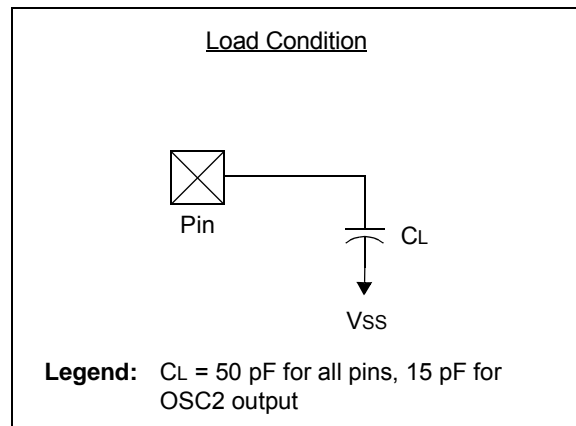 Load Condition
Pin
CL
VSS
Legend: CL = 50 pF for all pins, 15 pF for
OSC2 output